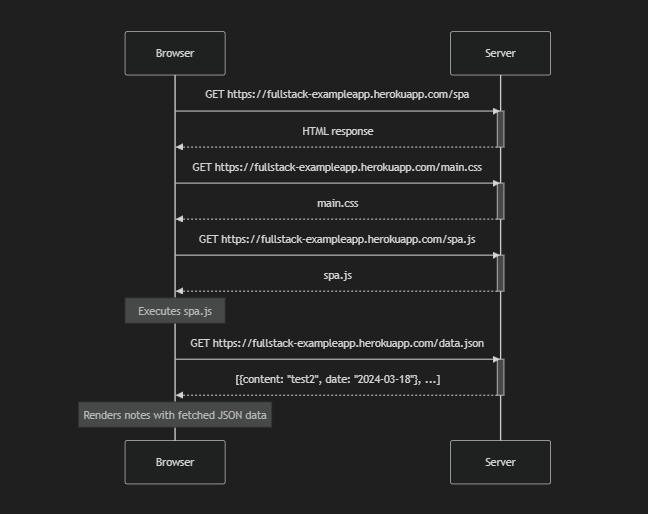 Browser
Server
GET https://fullstack-exampleapp.herokuapp.com/spa
HTML response
GET https://fullstack-exampleapp.herokuapp.com/main.css
main.css
GET https://fullstack-exampleapp.herokuapp.com/spa.js
spa.js
Executes spa.js
GET https://fullstack-exampleapp.herokuapp.com/data.json
[{content: "test2", date: "2024-03-18"}, ...]
Renders notes with fetched JSON data
Browser
Server